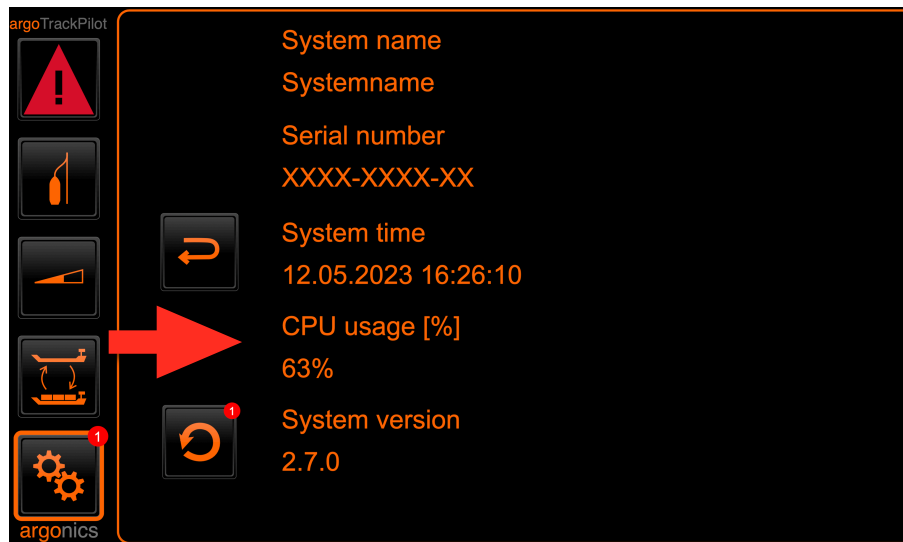 argoTrackPilot
System name
Systemname
Serial number
XXXX-XXXX-XX
System time
12.05.2023 16:26:10
CPU usage [%]
63%
1
System version
1
2.7.0
argonics